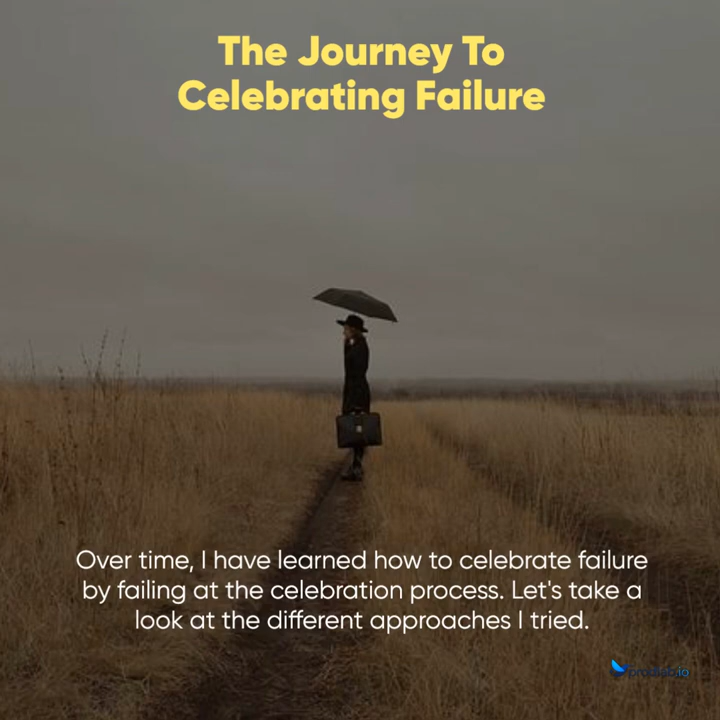 The Journey To
Celebrating Failure
Over time, I have learned how to celebrate failure
by failing at the celebration process. Let's take a
look at the different approaches I tried.